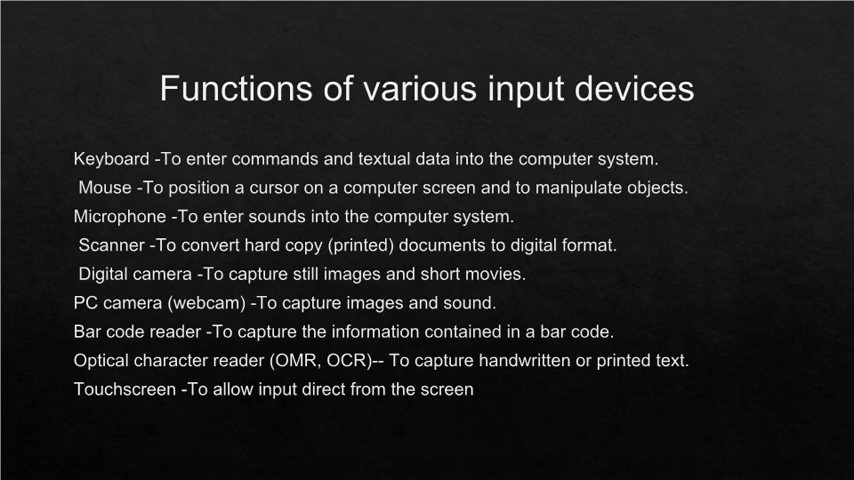 Functions of various input devices
Keyboard -To enter commands and textual data into the computer system.
Mouse -To position a cursor on a computer screen and to manipulate objects.
Microphone -To enter sounds into the computer system.
Scanner -To convert hard copy (printed) documents to digital format.
Digital camera -To capture still images and short movies.
PC camera (webcam) -To capture images and sound.
Bar code reader -To capture the information contained in a bar code.
Optical character reader (OMR, OCR)-- To capture handwritten or printed text.
Touchscreen -To allow input direct from the screen